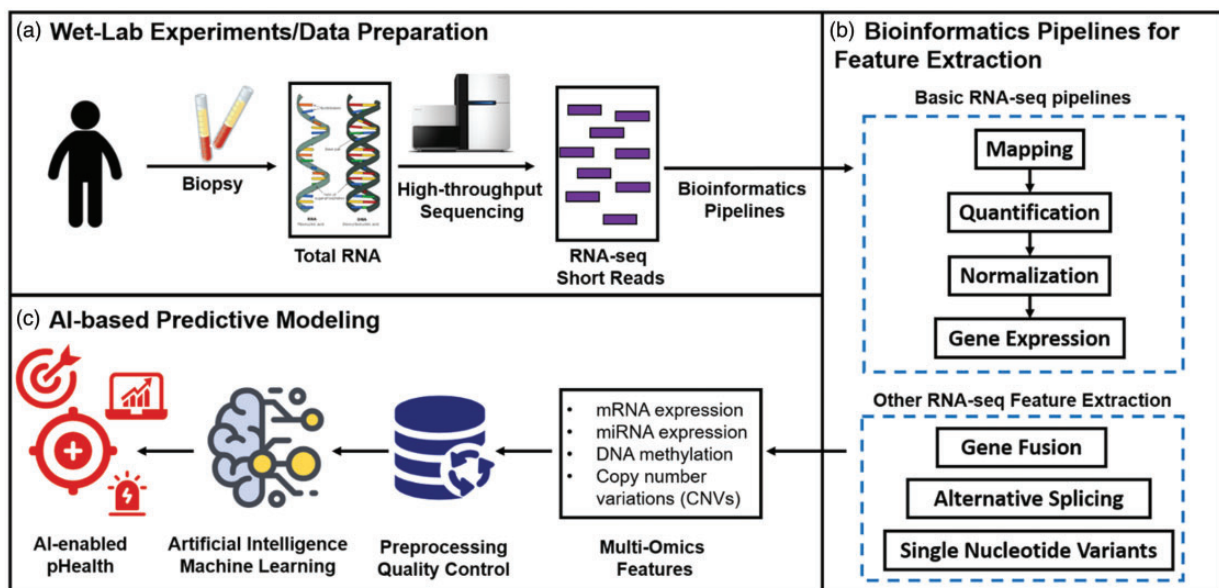 (a) Wet-Lab Experiments/Data Preparation
Biopsy
RNA
DNA
Total RNA
High-throughput
Sequencing
RNA-seq
Short Reads
Bioinformatics
Pipelines
(b) Bioinformatics Pipelines for
Feature Extraction
Basic RNA-seq pipelines
Mapping
Quantification
Normalization
Gene Expression
Other RNA-seq Feature Extraction
Gene Fusion
Alternative Splicing
Single Nucleotide Variants
(c) AI-based Predictive Modeling
• mRNA expression
• miRNA expression
• DNA methylation
• Copy number
variations (CNVs)
Multi-Omics
Features
Preprocessing
Quality Control
Artificial Intelligence
Machine Learning
AI-enabled
pHealth